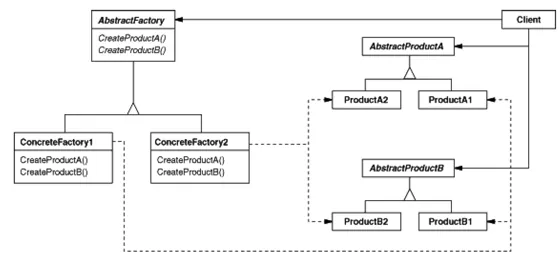 AbstractFactory
CreateProductA()
CreateProductB()
Client
AbstractProductA
ProductA2
ProductA1
ConcreteFactory1
CreateProductA()
CreateProductB()
ConcreteFactory2
CreateProductA()
CreateProductB()
AbstractProductB
ProductB2
ProductB1